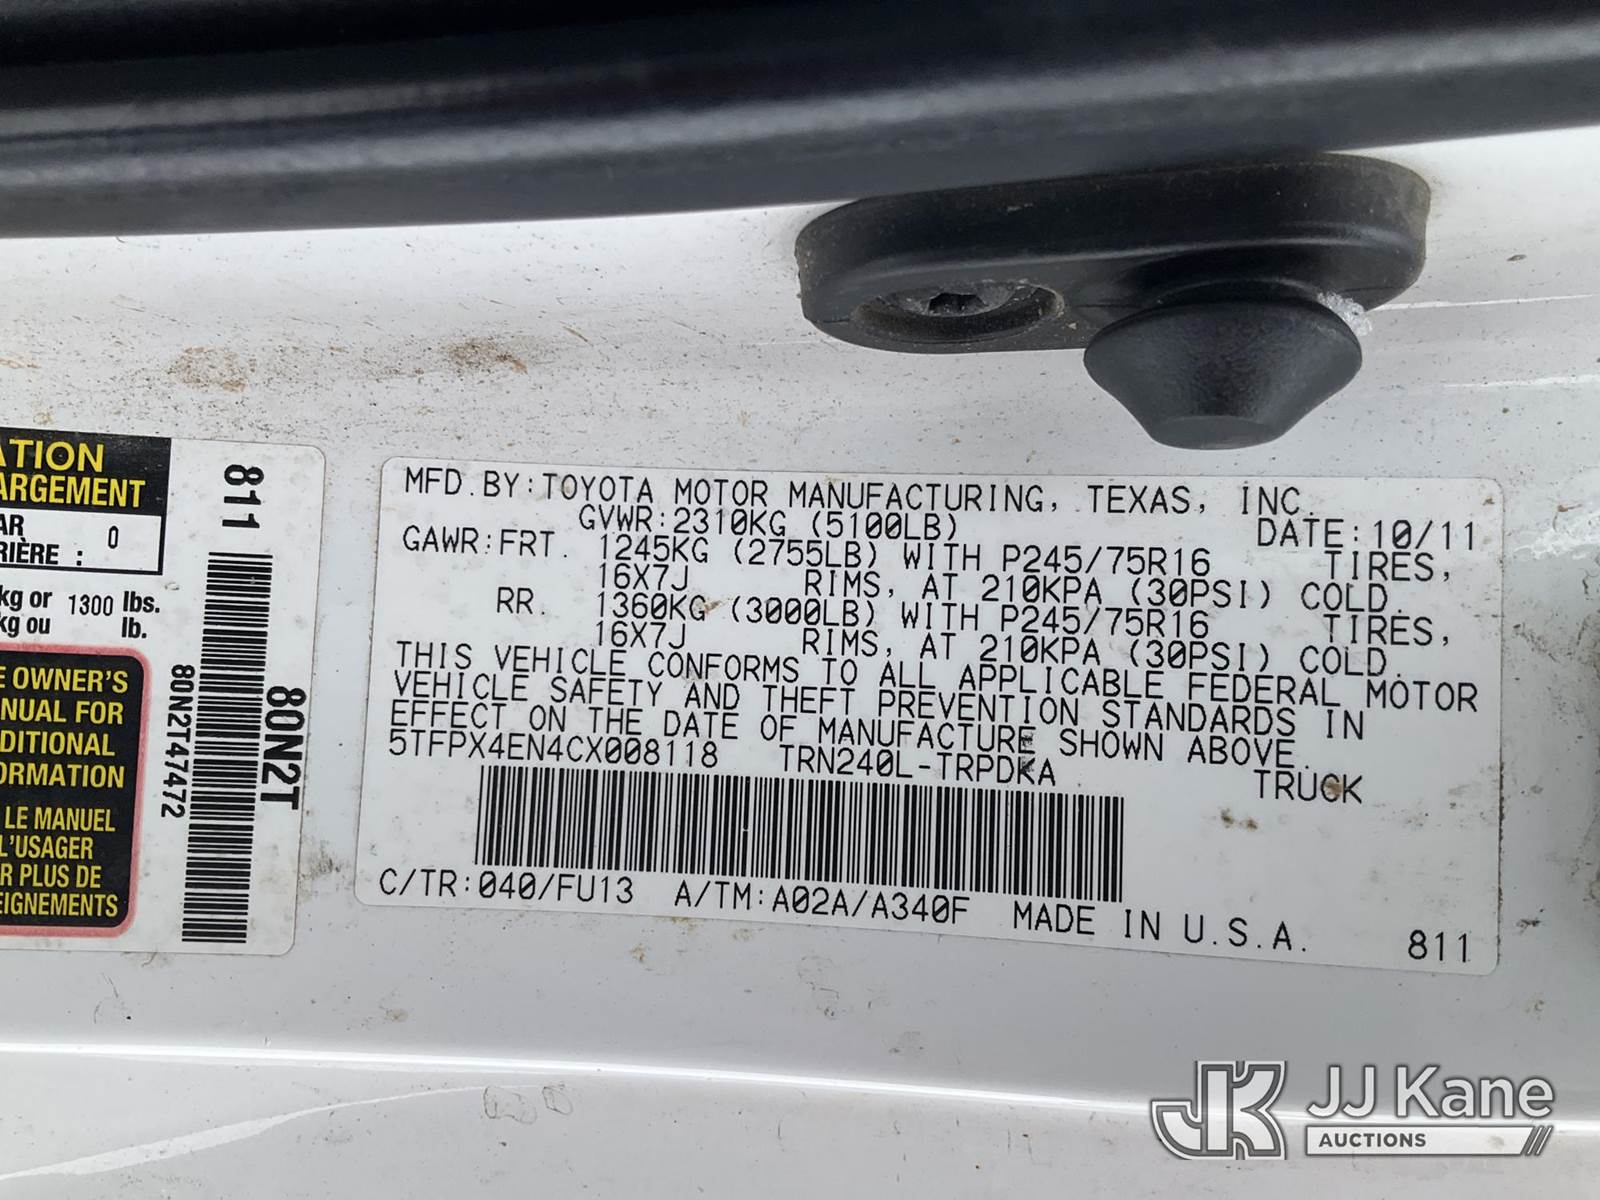 ATION
ARGEMENT
AR 0
RIÈRE :
kg or 1300 lbs.
kg ou lb.
E OWNER'S
NUAL FOR
DITIONAL
ORMATION
LE MANUEL
L'USAGER
R PLUS DE
EIGNEMENTS
811
80N2T
80N2T47472
MFD.BY:TOYOTA MOTOR MANUFACTURING, TEXAS, INC.
GVWR:2310KG (5100LB) DATE:10/11
GAWR:FRT. 1245KG (2755LB) WITH P245/75R16 TIRES,
16X7J RIMS, AT 210KPA (30PSI) COLD.
RR. 1360KG (3000LB) WITH P245/75R16 TIRES,
16X7J RIMS, AT 210KPA (30PSI) COLD.
THIS VEHICLE CONFORMS TO ALL APPLICABLE FEDERAL MOTOR
VEHICLE SAFETY AND THEFT PREVENTION STANDARDS IN
EFFECT ON THE DATE OF MANUFACTURE SHOWN ABOVE.
5TFPX4EN4CX008118 TRN240L-TRPDKA TRUCK
C/TR:040/FU13 A/TM:A02A/A340F MADE IN U.S.A. 811
JK JJ Kane
AUCTIONS